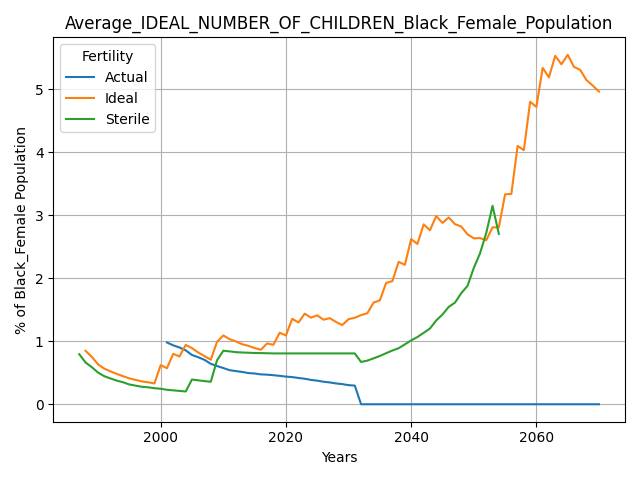 Average_IDEAL_NUMBER_OF_CHILDREN_Black_Female_Population
Fertility
Actual
Ideal
Sterile
% of Black_Female Population
5
4
3
2
1
0
2000
2020
2040
2060
Years